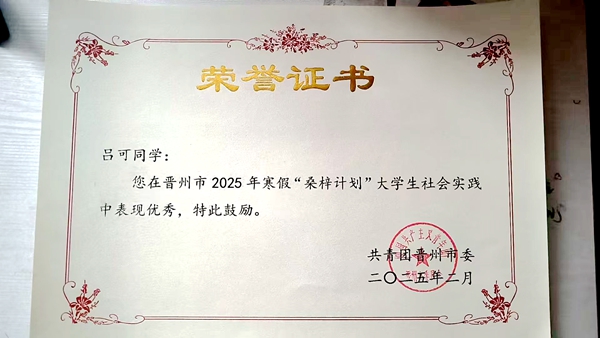 荣誉证书
吕可同学：
您在晋州市2025年寒假“桑梓计划”大学生社会实践
中表现优秀，特此鼓励。
共青团晋州市委
二〇二五年二月